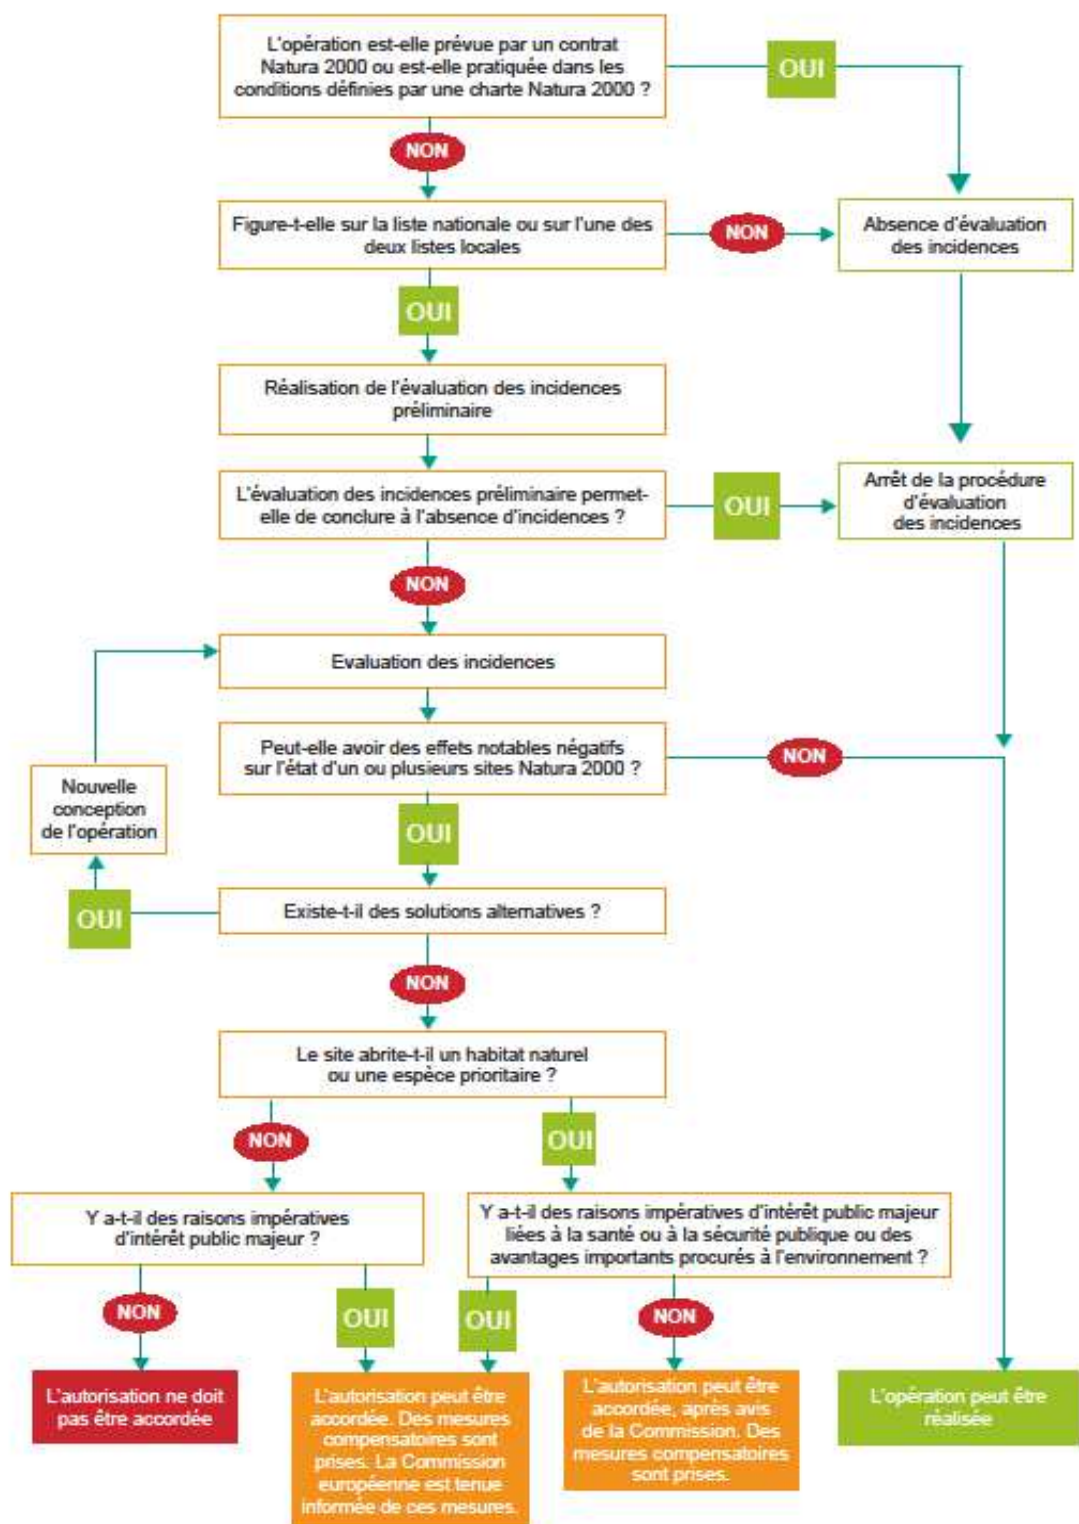 L'opération est-elle prévue par un contrat
Natura 2000 ou est-elle pratiquée dans les
conditions définies par une charte Natura 2000 ?
OUI
NON
Figure-t-elle sur la liste nationale ou sur l'une des
deux listes locales
NON
Absence d'évaluation
des incidences
OUI
Réalisation de l'évaluation des incidences
préliminaire
L'évaluation des incidences préliminaire permet-
elle de conclure à l'absence d'incidences ?
OUI
Arrêt de la procédure
d'évaluation
des incidences
NON
Evaluation des incidences
Peut-elle avoir des effets notables négatifs
sur l'état d'un ou plusieurs sites Natura 2000 ?
NON
Nouvelle
conception
de l'opération
OUI
OUI
Existe-t-il des solutions alternatives ?
NON
Le site abrite-t-il un habitat naturel
ou une espèce prioritaire ?
NON
OUI
Y a-t-il des raisons impératives
d'intérêt public majeur ?
Y a-t-il des raisons impératives d'intérêt public majeur
liées à la santé ou à la sécurité publique ou des
avantages importants procurés à l'environnement ?
NON
OUI
OUI
NON
L'autorisation ne doit
pas être accordée
L'autorisation peut être
accordée. Des mesures
compensatoires sont
prises. La Commission
européenne est tenue
informée de ces mesures.
L'autorisation peut être
accordée, après avis
de la Commission. Des
mesures compensatoires
sont prises.
L'opération peut être
réalisée